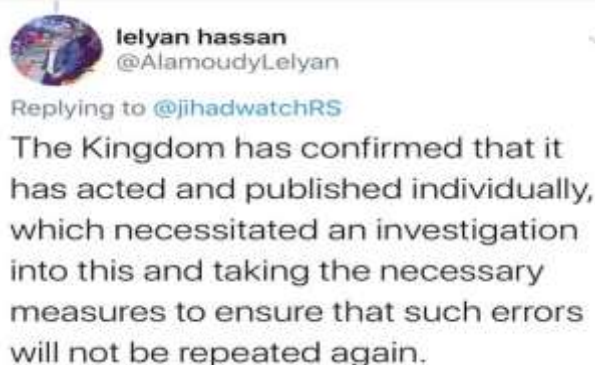 lelyan hassan
@AlamoudyLelyan
Replying to @jihadwatchRS
The Kingdom has confirmed that it
has acted and published individually,
which necessitated an investigation
into this and taking the necessary
measures to ensure that such errors
will not be repeated again.